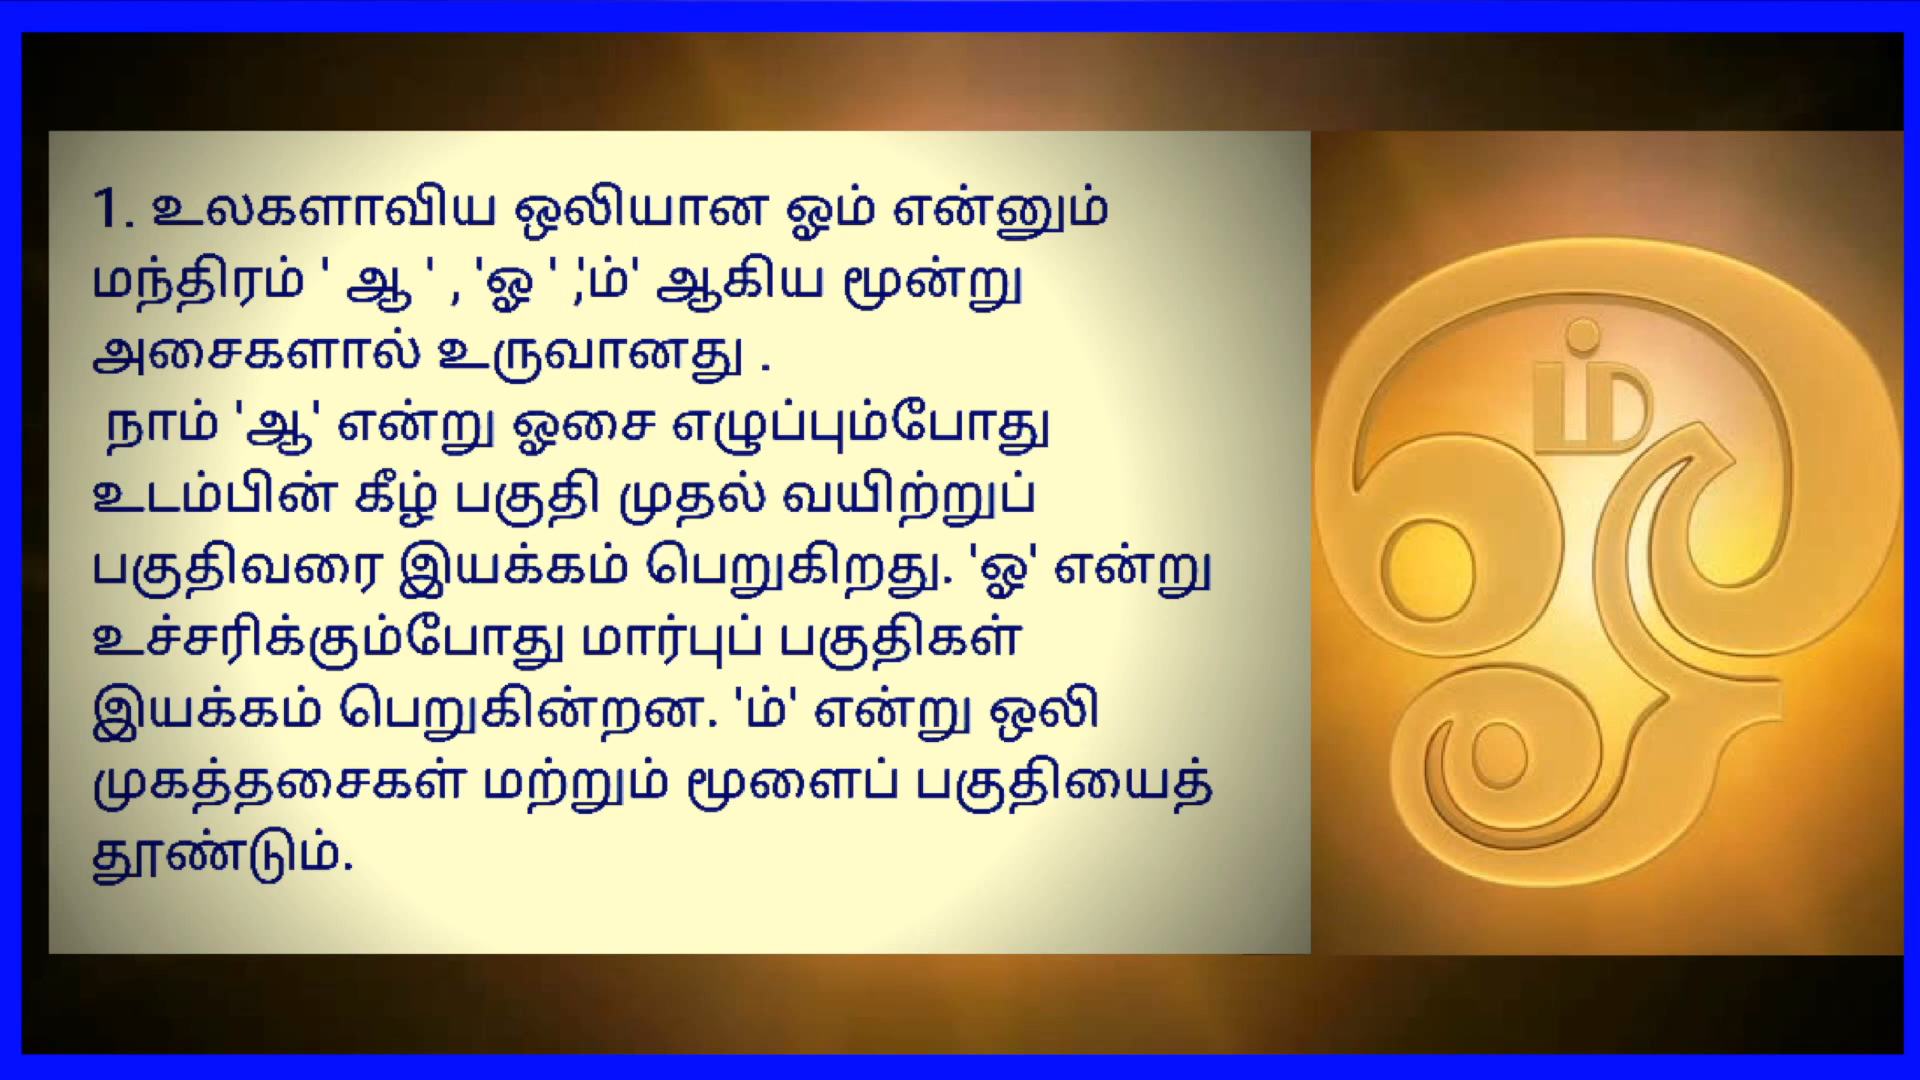 1. உலகளாவிய ஒலியான ஓம் என்னும்
மந்திரம் ' ஆ ' , 'ஓ ' ,'ம்' ஆகிய மூன்று
அசைகளால் உருவானது .
நாம் 'ஆ' என்று ஓசை எழுப்பும்போது
உடம்பின் கீழ் பகுதி முதல் வயிற்றுப்
பகுதிவரை இயக்கம் பெறுகிறது. 'ஓ' என்று
உச்சரிக்கும்போது மார்புப் பகுதிகள்
இயக்கம் பெறுகின்றன. 'ம்' என்று ஒலி
முகத்தசைகள் மற்றும் மூளைப் பகுதியைத்
தூண்டும்.
ஓம்